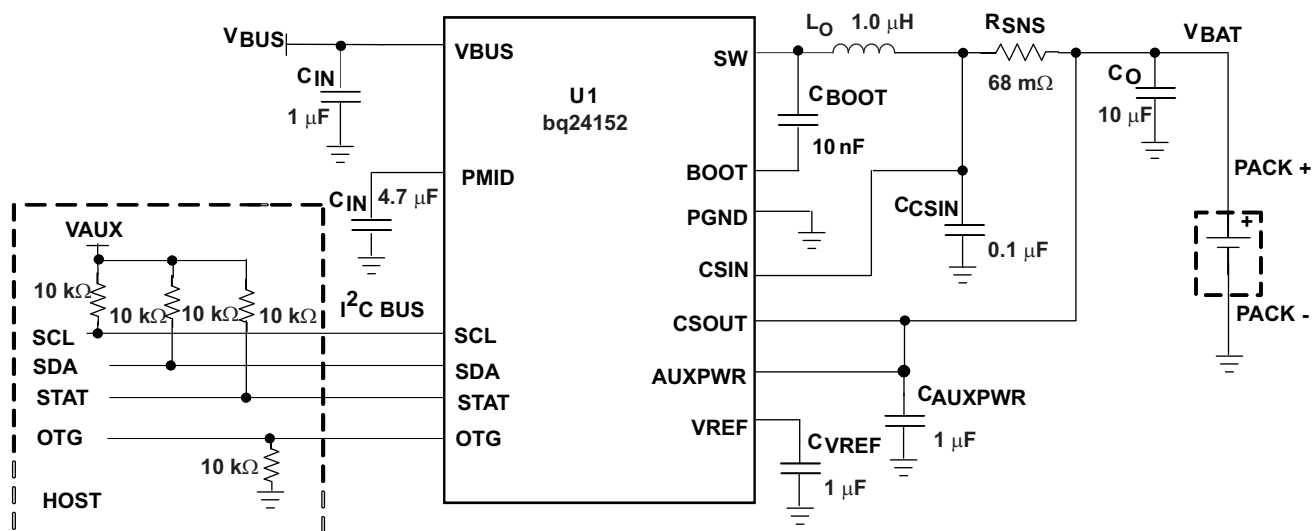 VBUS
CIN
1 μF
VBUS
U1
bq24152
SW
LO
1.0 μH
RSNS
68 mΩ
VBAT
CO
10 μF
CBOOT
10 nF
BOOT
PMID
CIN
4.7 μF
PGND
CCSIN
0.1 μF
CSIN
PACK +
+
PACK -
VAUX
10 kΩ
10 kΩ
10 kΩ
I2C BUS
SCL
SCL
SDA
SDA
STAT
STAT
OTG
OTG
10 kΩ
HOST
CSOUT
AUXPWR
CAUXPWR
1 μF
VREF
CVREF
1 μF